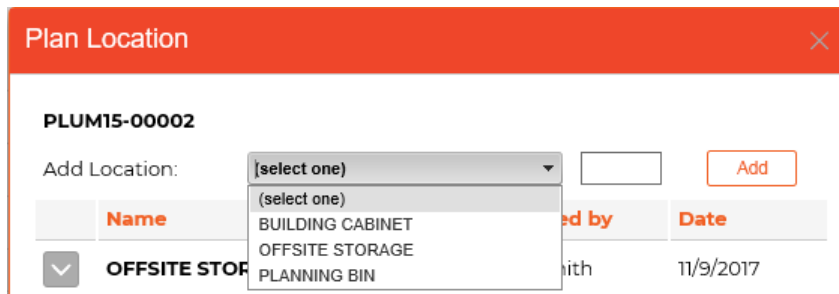 Plan Location
PLUM15-00002
Add Location: (select one) Add
(select one)
Name ed by Date
BUILDING CABINET
OFFSITE STORAGE
OFFSITE STOR ith 11/9/2017
PLANNING BIN